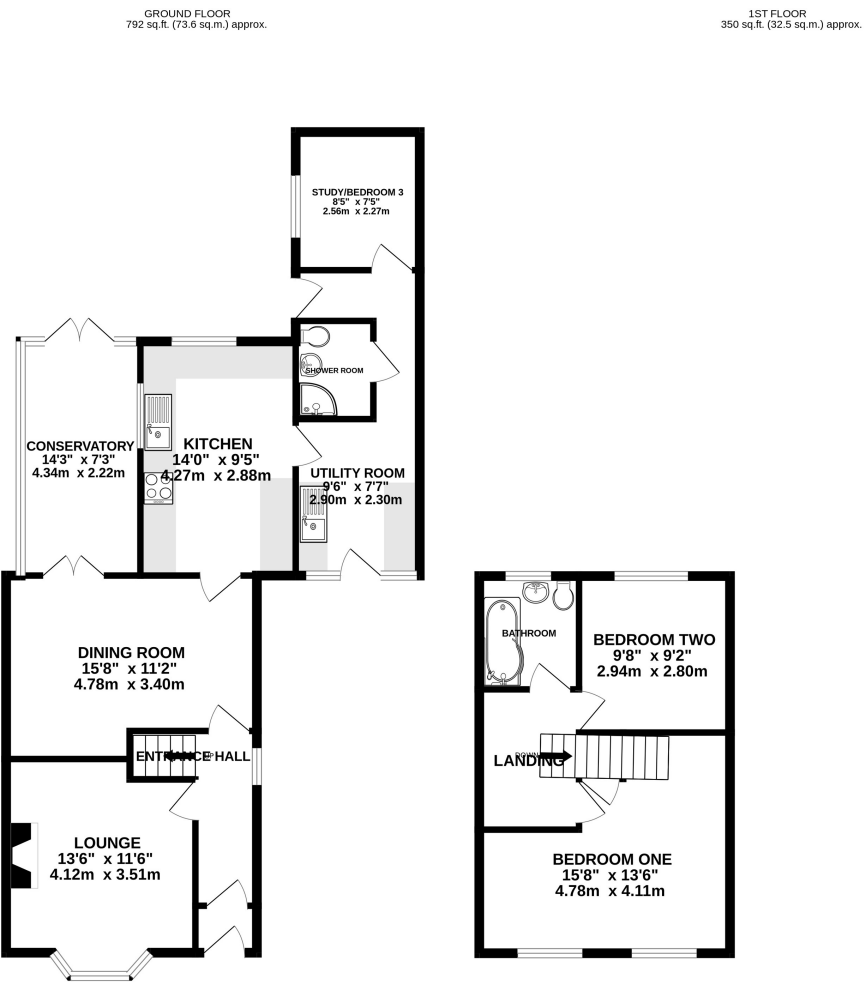 GROUND FLOOR
792 sq.ft. (73.6 sq.m.) approx.
1ST FLOOR
350 sq.ft. (32.5 sq.m.) approx.
STUDY/BEDROOM 3
8'5" x 7'5"
2.56m x 2.27m
SHOWER ROOM
CONSERVATORY
14'3" x 7'3"
4.34m x 2.22m
KITCHEN
14'0" x 9'5"
4.27m x 2.88m
UTILITY ROOM
9'6" x 7'7"
2.90m x 2.30m
DINING ROOM
15'8" x 11'2"
4.78m x 3.40m
ENTRANCE HALL
UP
LOUNGE
13'6" x 11'6"
4.12m x 3.51m
BATHROOM
BEDROOM TWO
9'8" x 9'2"
2.94m x 2.80m
DOWN
LANDING
BEDROOM ONE
15'8" x 13'6"
4.78m x 4.11m